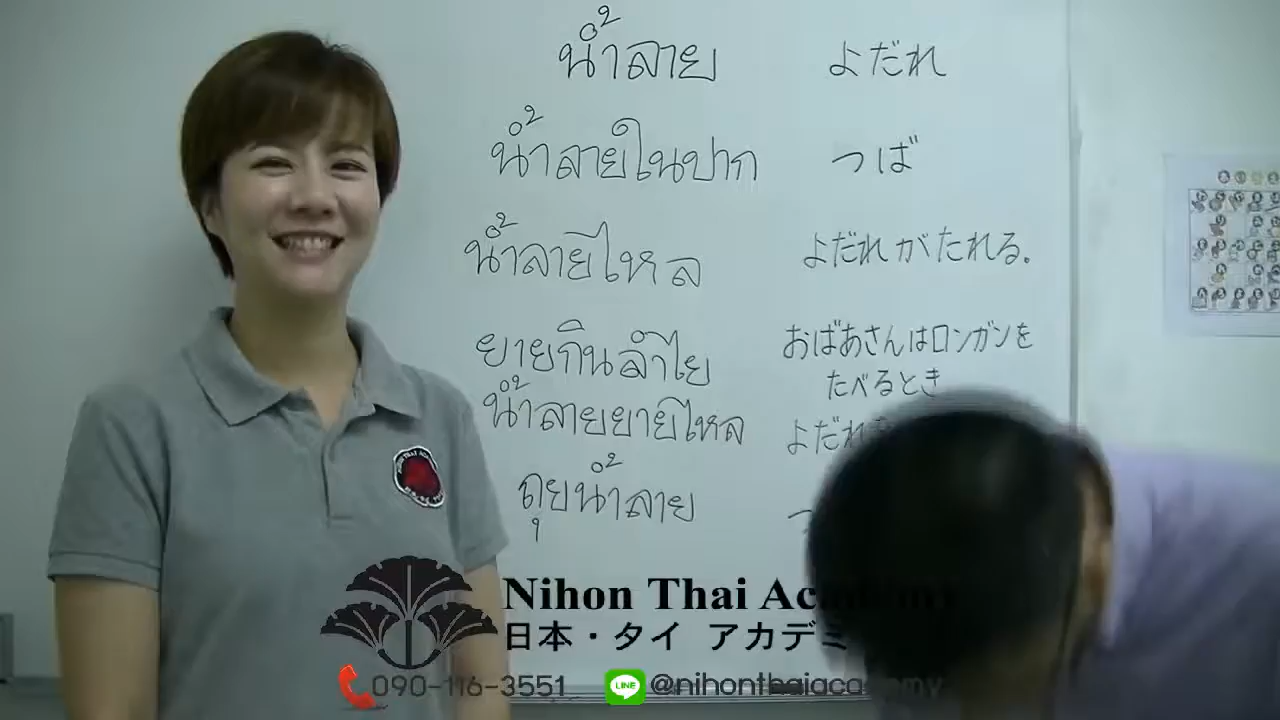 น้ำลาย よだれ
น้ำลายในปาก つば
น้ำลายไหล よだれがたれる.
ยายกินลำไย おばあさんはロンガンを
たべるとき
น้ำลายยายไหล よだれ
ถุยน้ำลาย
Nihon Thai Academy
日本・タイ アカデミ
090-116-3551 LINE @nihonthaiacademy